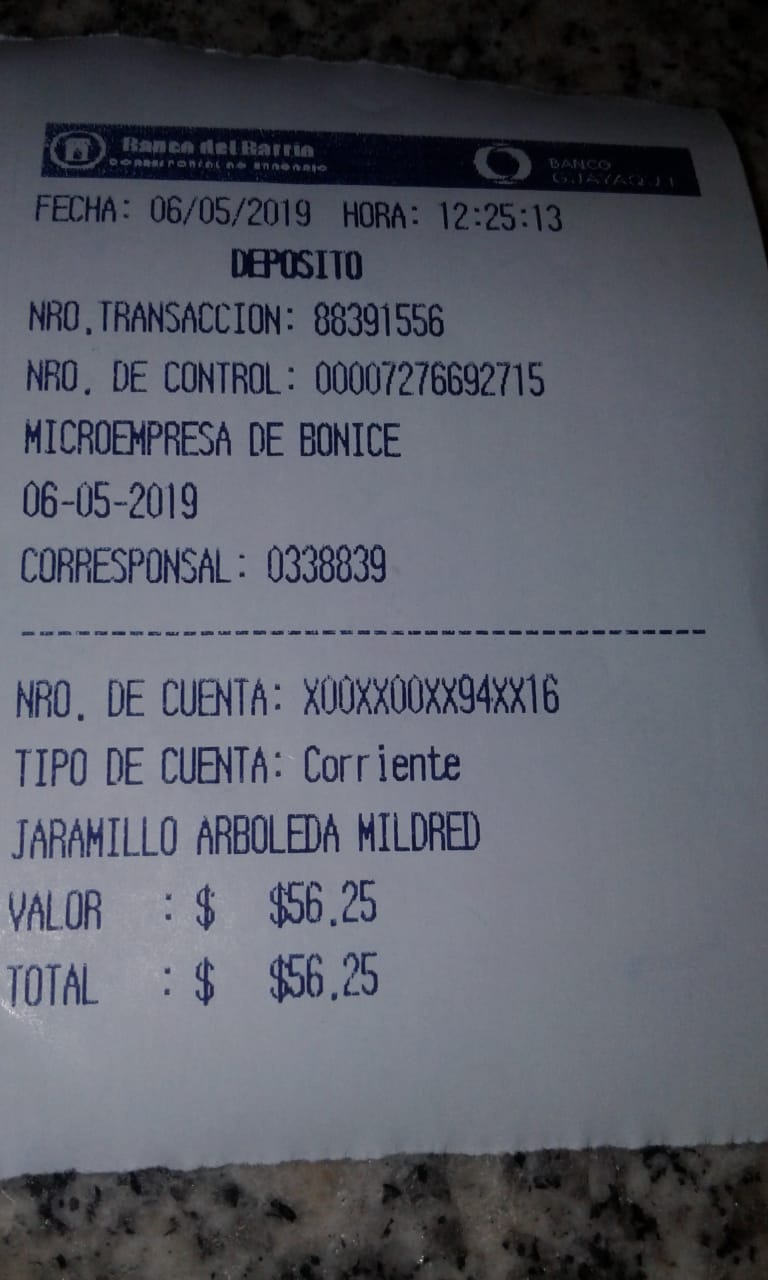 Banco del Barrio
BANCO
GUAYAQUIL
FECHA: 06/05/2019 HORA: 12:25:13
DEPOSITO
NRO.TRANSACCION: 88391556
NRO. DE CONTROL: 00007276692715
MICROEMPRESA DE BONICE
06-05-2019
CORRESPONSAL: 0338839
------------------------------------------
NRO. DE CUENTA: X00XX00XX94XX16
TIPO DE CUENTA: Corriente
JARAMILLO ARBOLEDA MILDRED
VALOR : $ $56.25
TOTAL : $ $56.25